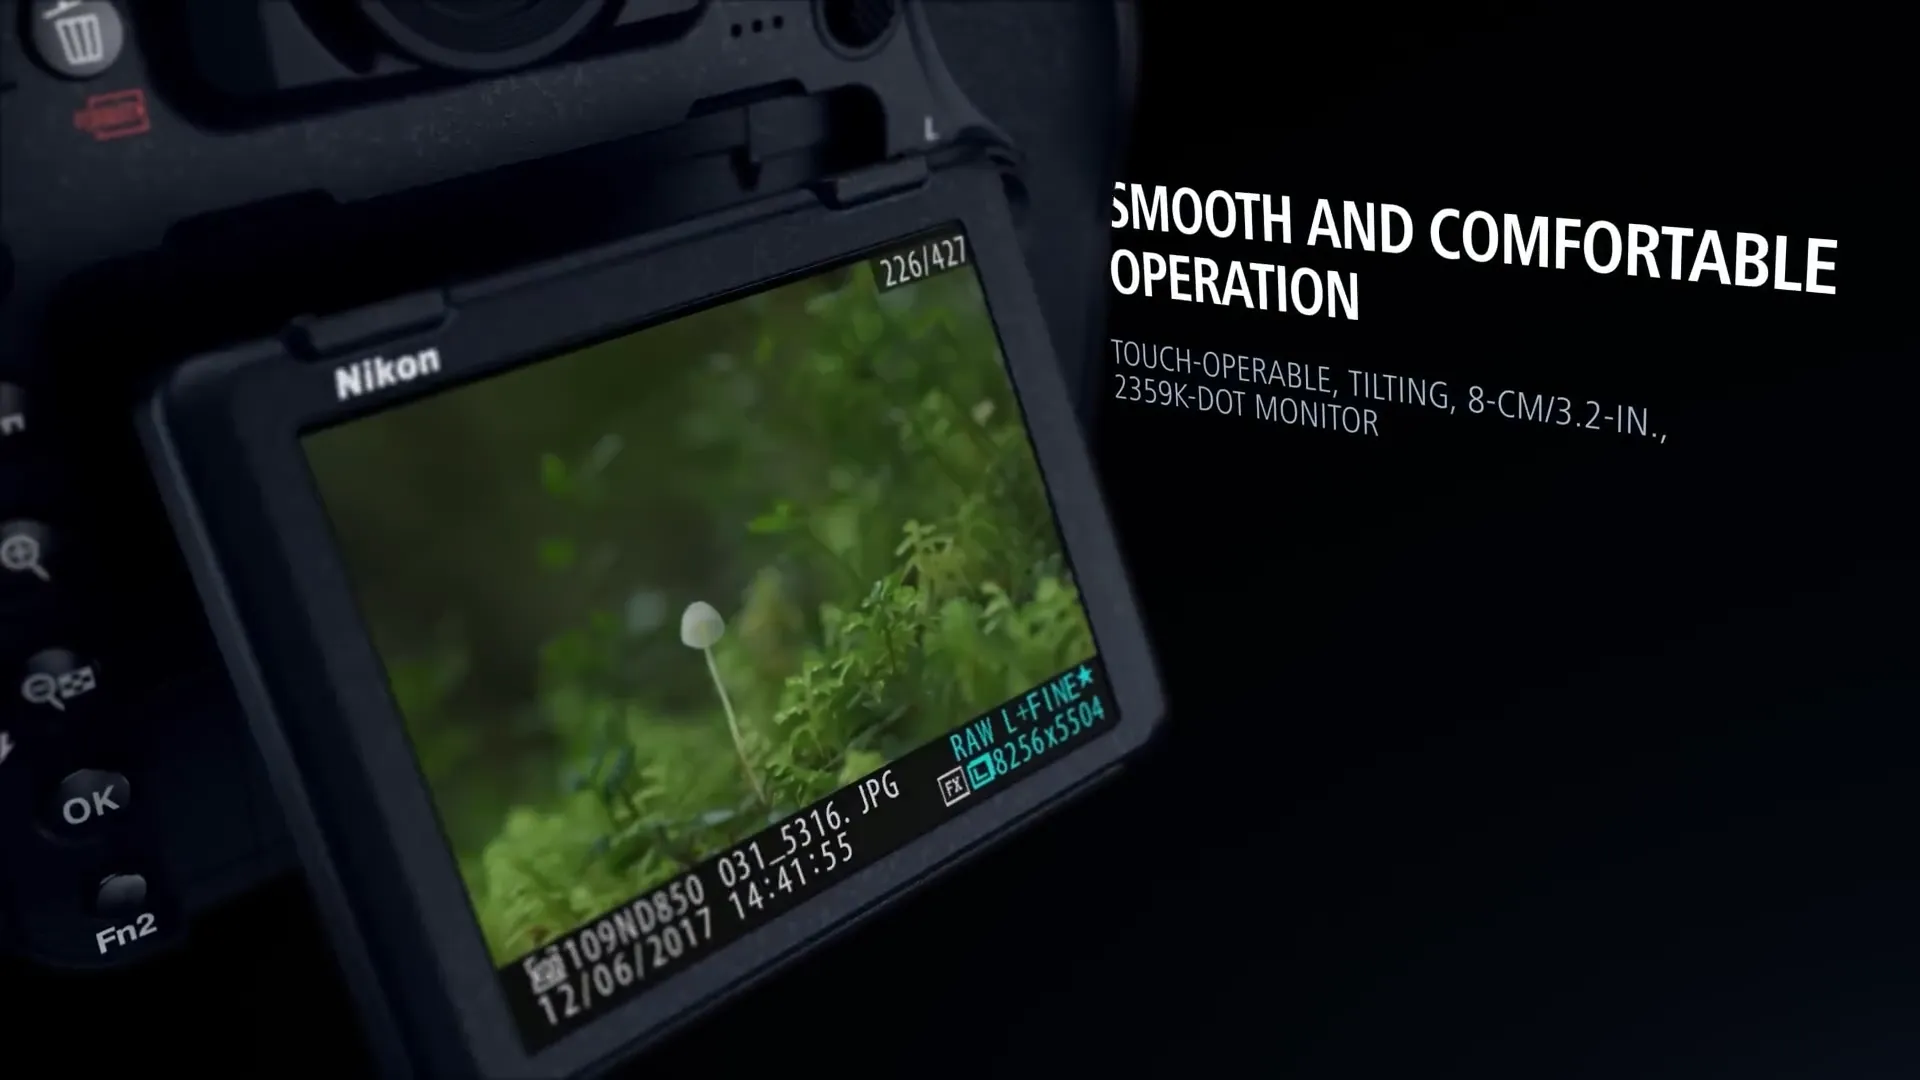 L
226/427
Nikon
SMOOTH AND COMFORTABLE
OPERATION
TOUCH-OPERABLE, TILTING, 8-CM/3.2-IN.,
2359K-DOT MONITOR
RAW L+FINE★
FX L 8256x5504
109ND850 031_5316. JPG
12/06/2017 14:41:55
OK
Fn2